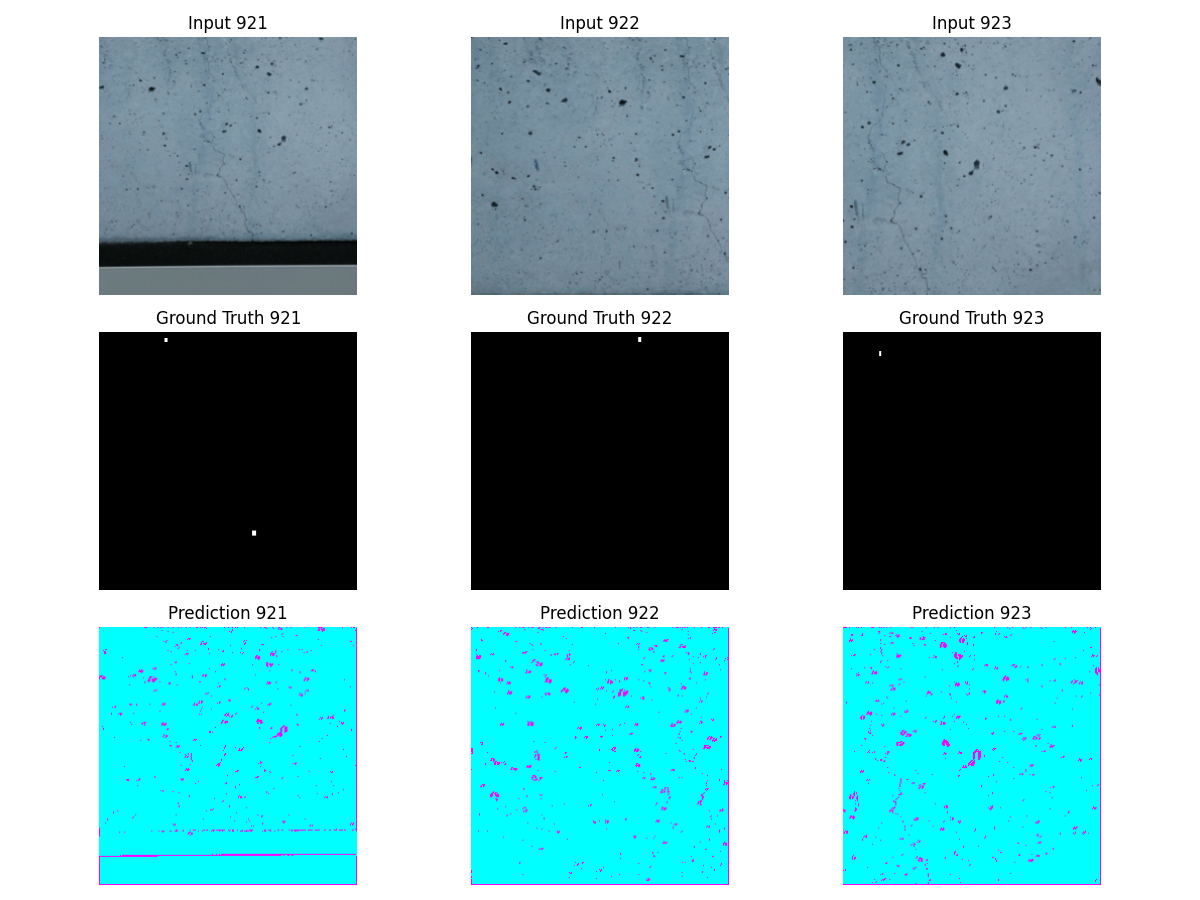 Input 921
Input 922
Input 923
Ground Truth 921
Ground Truth 922
Ground Truth 923
Prediction 921
Prediction 922
Prediction 923